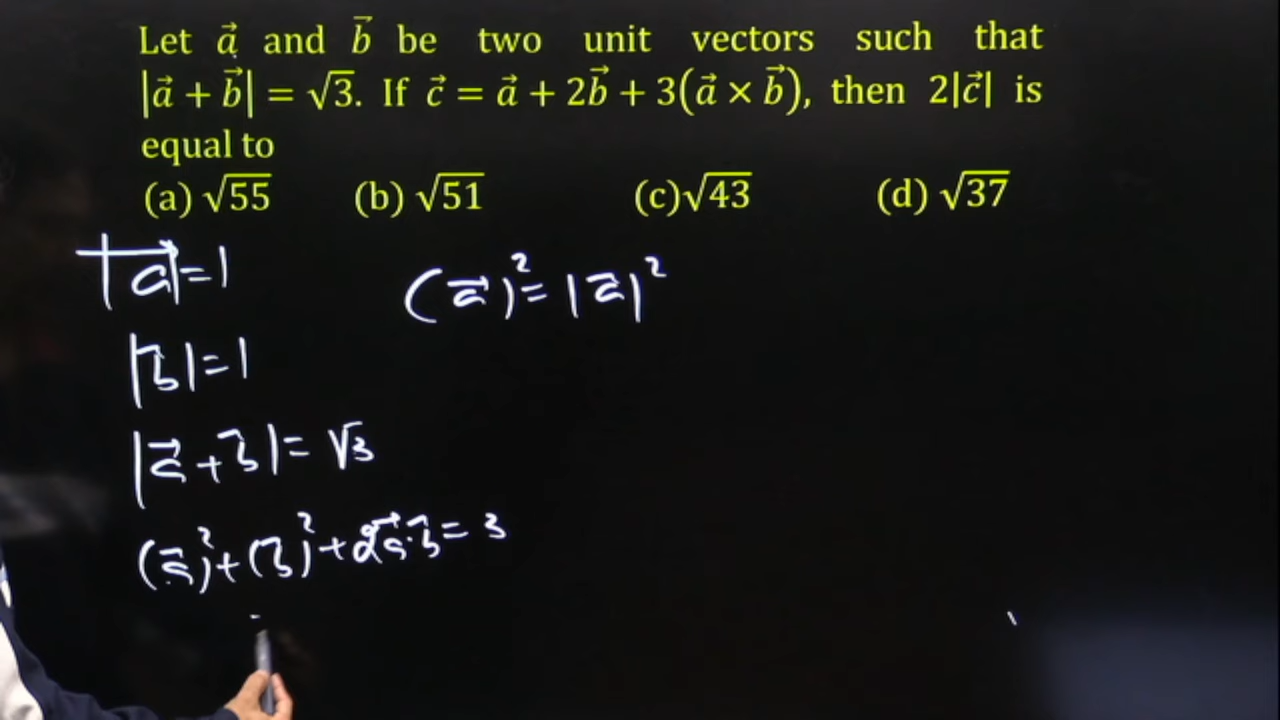 Let a⃗ and b⃗ be two unit vectors such that
|a⃗ + b⃗| = √3. If c⃗ = a⃗ + 2b⃗ + 3(a⃗ × b⃗), then 2|c⃗| is
equal to
(a) √55 (b) √51 (c)√43 (d) √37
|a⃗|=1 (a⃗)²=|a⃗|²
|b⃗|=1
|a⃗+b⃗|=√3
(a⃗)²+(b⃗)²+2a⃗·b⃗=3